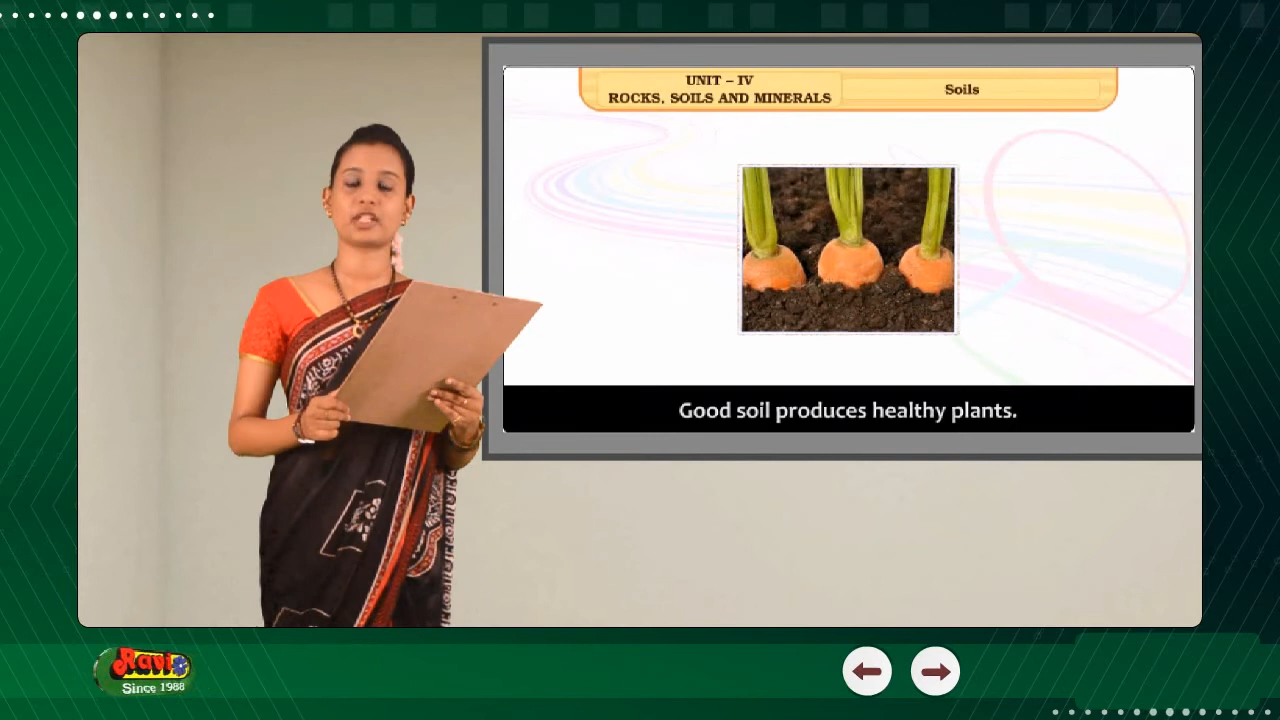 UNIT – IV
ROCKS, SOILS AND MINERALS
Soils
Good soil produces healthy plants.
Ravi
Since 1988